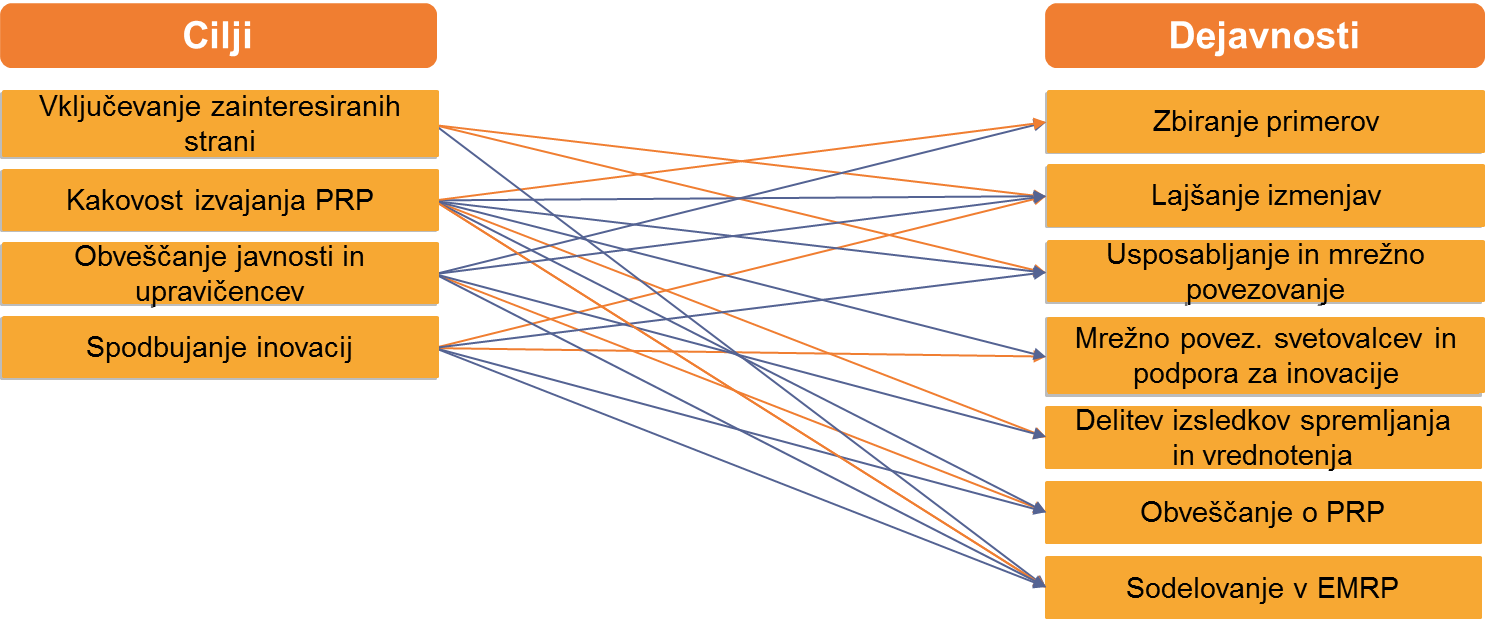 Cilji
Vključevanje zainteresiranih
strani
Kakovost izvajanja PRP
Obveščanje javnosti in
upravičencev
Spodbujanje inovacij
Dejavnosti
Zbiranje primerov
Lajšanje izmenjav
Usposabljanje in mrežno
povezovanje
Mrežno povez. svetovalcev in
podpora za inovacije
Delitev izsledkov spremljanja
in vrednotenja
Obveščanje o PRP
Sodelovanje v EMRP